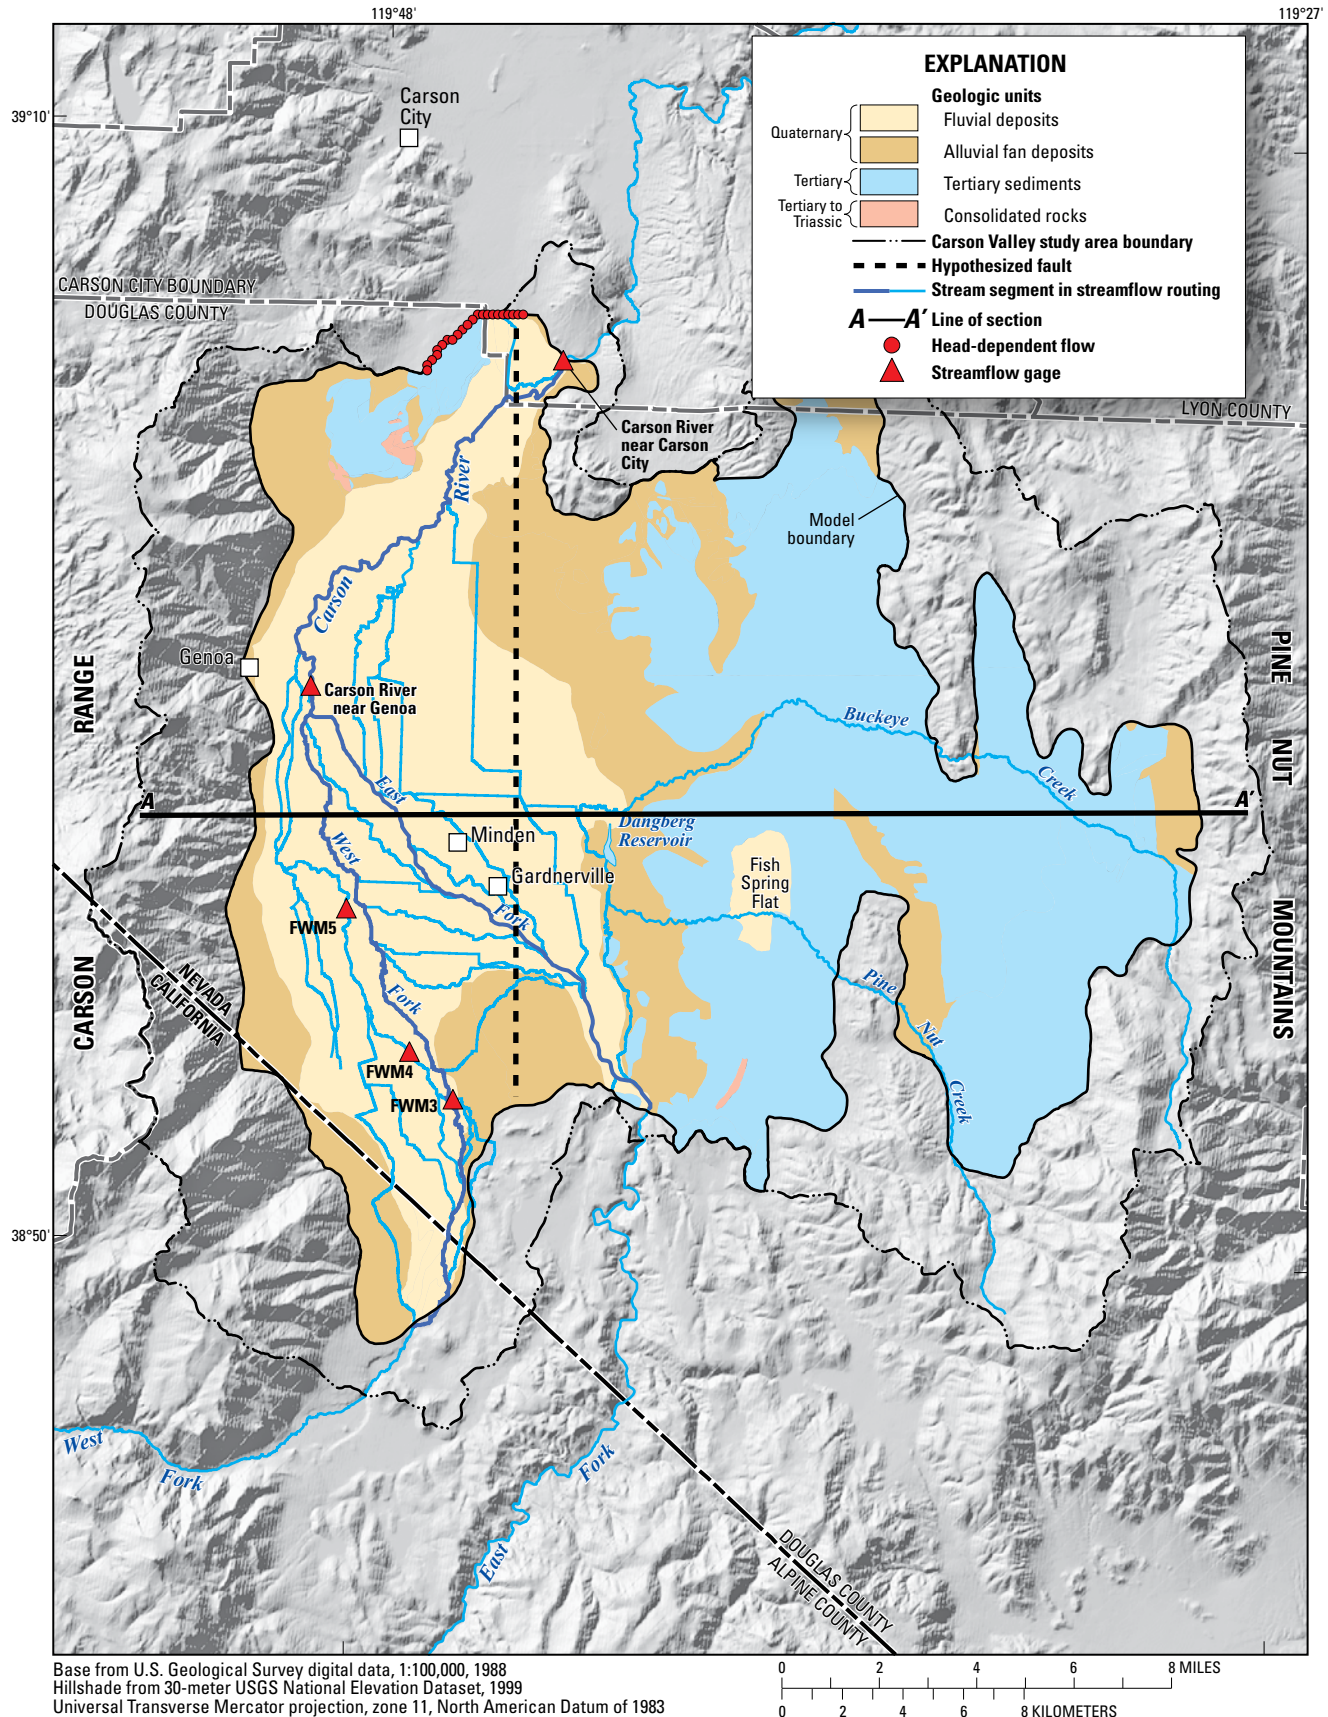 119°48'
119°27'
39°10'
38°50'
EXPLANATION
Geologic units
Quaternary
Fluvial deposits
Alluvial fan deposits
Tertiary
Tertiary sediments
Tertiary to
Triassic
Consolidated rocks
Carson Valley study area boundary
Hypothesized fault
Stream segment in streamflow routing
A A' Line of section
Head-dependent flow
Streamflow gage
Carson
City
CARSON CITY BOUNDARY
DOUGLAS COUNTY
LYON COUNTY
Carson River
near Carson
City
River
Model
boundary
Carson
Genoa
Carson River
near Genoa
RANGE
PINE
Buckeye
Creek
NUT
East
A
A'
West
Minden
Dangberg
Reservoir
Gardnerville
Fish
Spring
Flat
Fork
FWM5
MOUNTAINS
CARSON
NEVADA
CALIFORNIA
Fork
Pine
Nut
Creek
FWM4
FWM3
West
Fork
Fork
East
DOUGLAS COUNTY
ALPINE COUNTY
Base from U.S. Geological Survey digital data, 1:100,000, 1988
Hillshade from 30-meter USGS National Elevation Dataset, 1999
Universal Transverse Mercator projection, zone 11, North American Datum of 1983
0 2 4 6 8 MILES
0 2 4 6 8 KILOMETERS